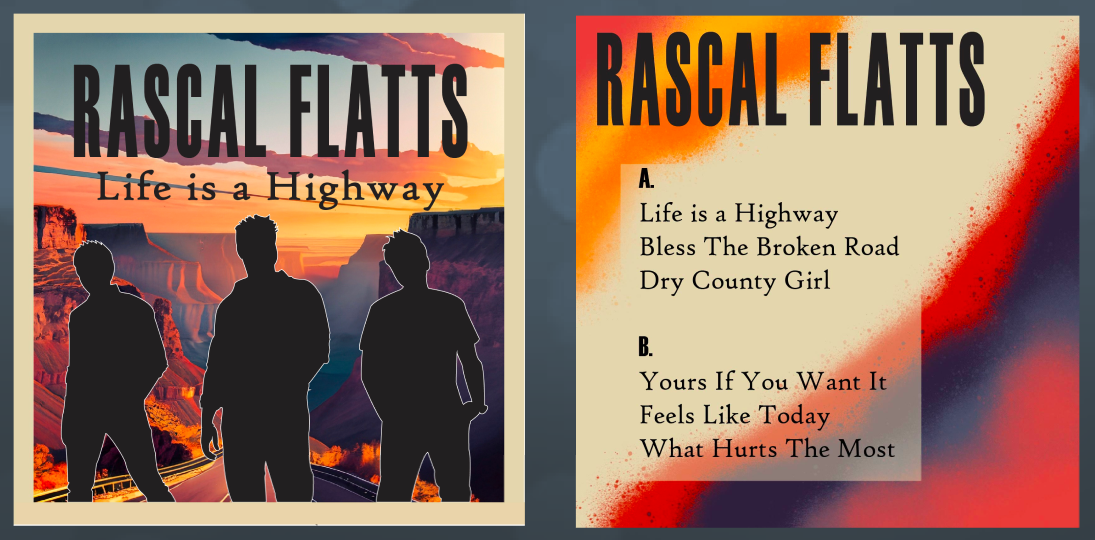 RASCAL FLATTS
Life is a Highway
RASCAL FLATTS
A.
Life is a Highway
Bless The Broken Road
Dry County Girl
B.
Yours If You Want It
Feels Like Today
What Hurts The Most